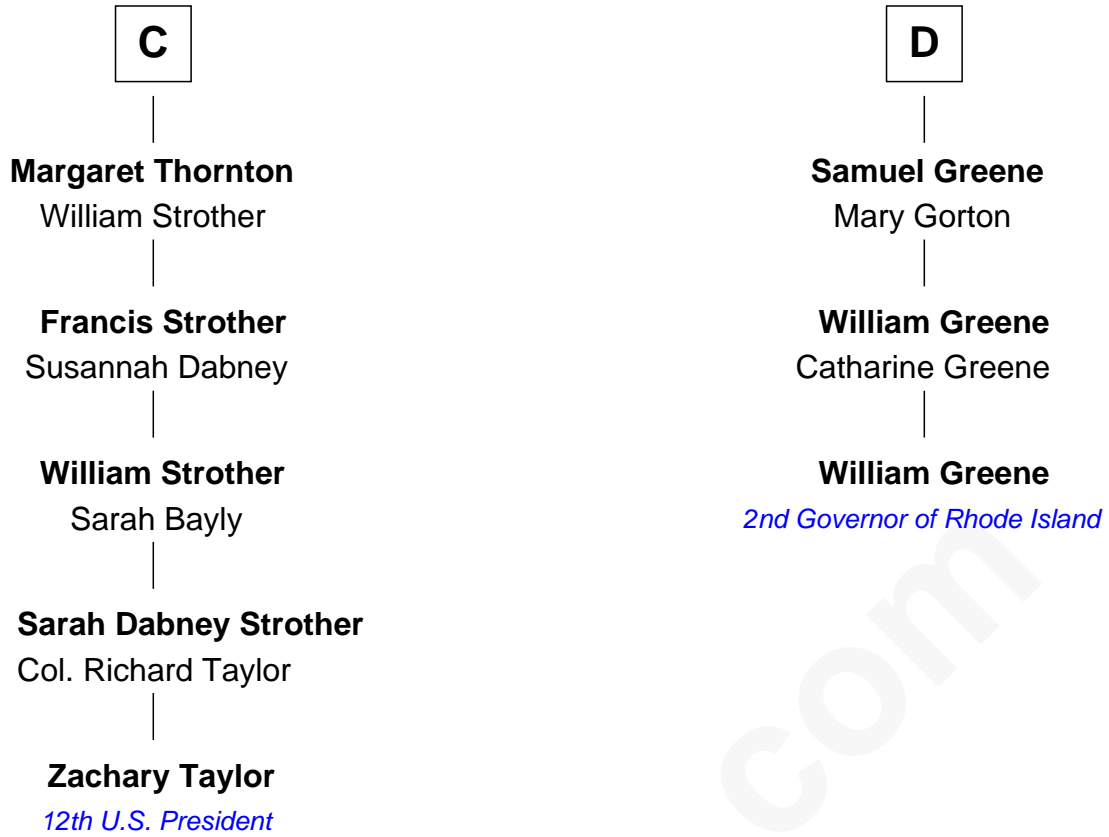 C
Margaret Thornton
William Strother
Francis Strother
Susannah Dabney
William Strother
Sarah Bayly
Sarah Dabney Strother
Col. Richard Taylor
Zachary Taylor
12th U.S. President
D
Samuel Greene
Mary Gorton
William Greene
Catharine Greene
William Greene
2nd Governor of Rhode Island
com